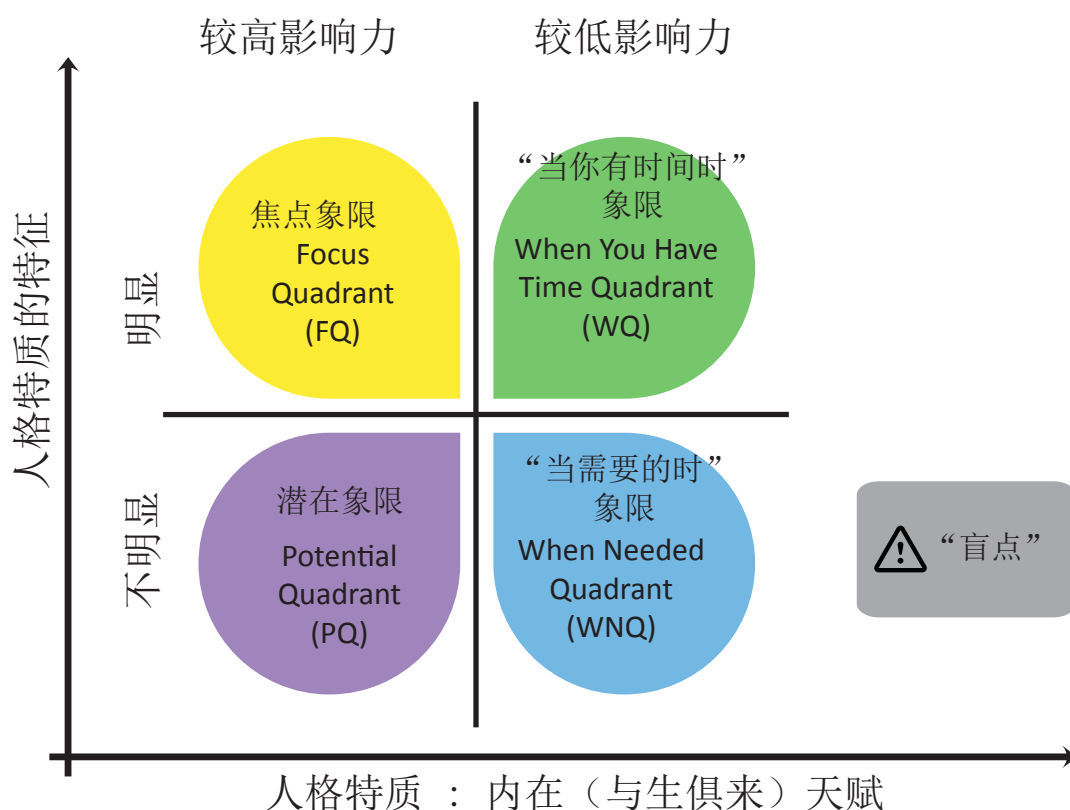 较高影响力
较低影响力
人格特质的特征
明显
不明显
焦点象限
Focus
Quadrant
(FQ)
“当你有时间时”
象限
When You Have
Time Quadrant
(WQ)
潜在象限
Potential
Quadrant
(PQ)
“当需要的时”
象限
When Needed
Quadrant
(WNQ)
“盲点”
人格特质 : 内在（与生俱来）天赋